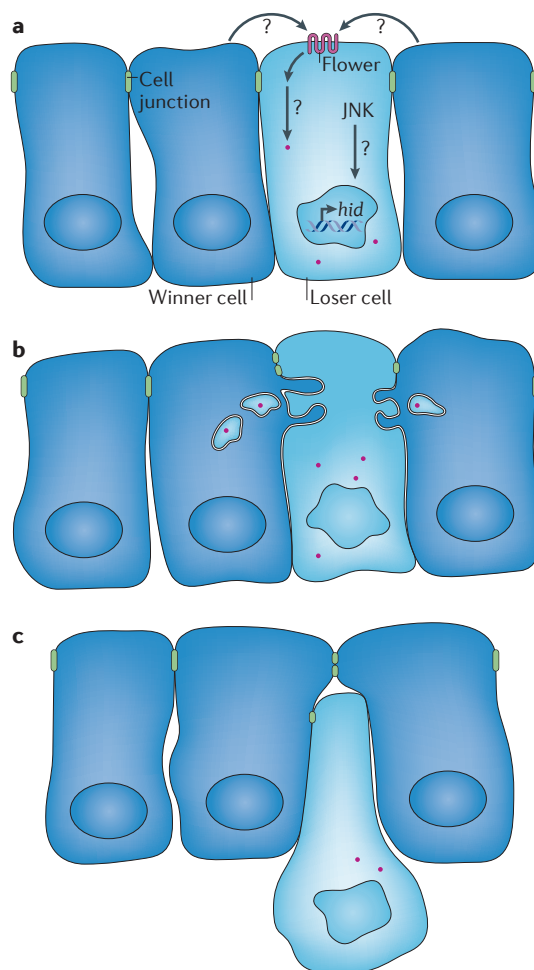 a
?
?
Flower
Cell
junction
?
JNK
?
hid
Winner cell
Loser cell
b
c